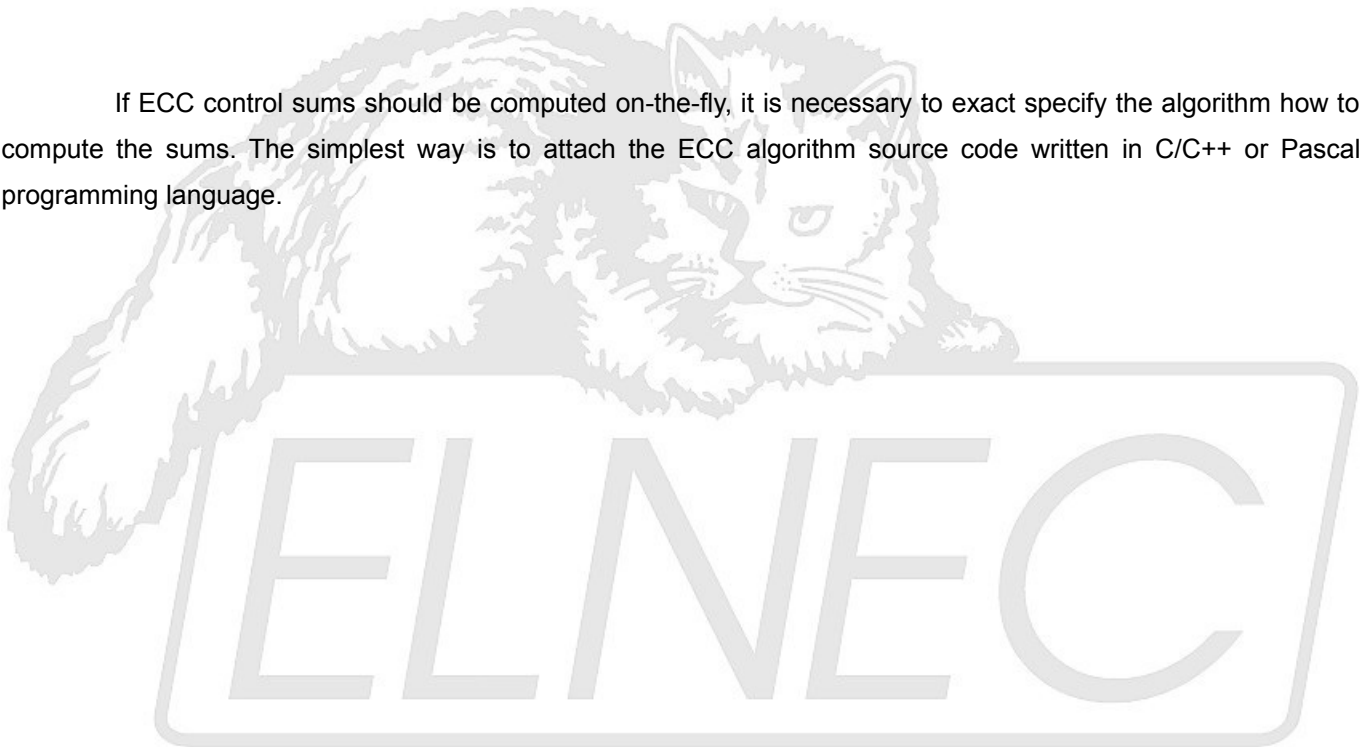 If ECC control sums should be computed on-the-fly, it is necessary to exact specify the algorithm how to
compute the sums. The simplest way is to attach the ECC algorithm source code written in C/C++ or Pascal
programming language.
ELNEC